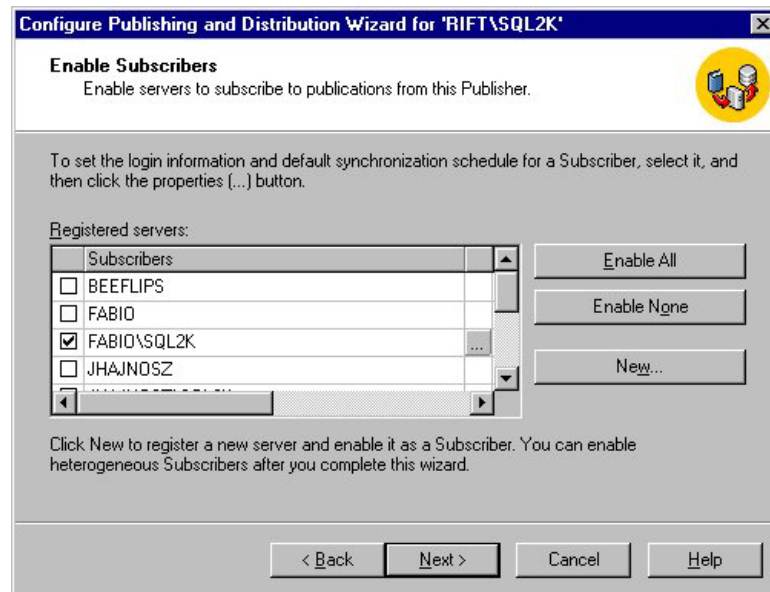 Configure Publishing and Distribution Wizard for 'RIFT\SQL2K'
Enable Subscribers
Enable servers to subscribe to publications from this Publisher.
To set the login information and default synchronization schedule for a Subscriber, select it, and
then click the properties (...) button.
Registered servers:
Subscribers
BEEFLIPS
FABIO
FABIO\SQL2K
...
JHAJNOSZ
Enable All
Enable None
New...
Click New to register a new server and enable it as a Subscriber. You can enable
heterogeneous Subscribers after you complete this wizard.
< Back
Next >
Cancel
Help